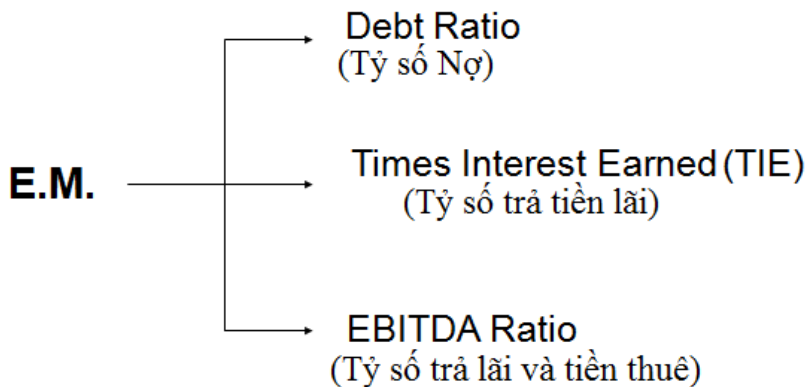 Debt Ratio
(Tỷ số Nợ)
E.M.
Times Interest Earned (TIE)
(Tỷ số trả tiền lãi)
EBITDA Ratio
(Tỷ số trả lãi và tiền thuê)